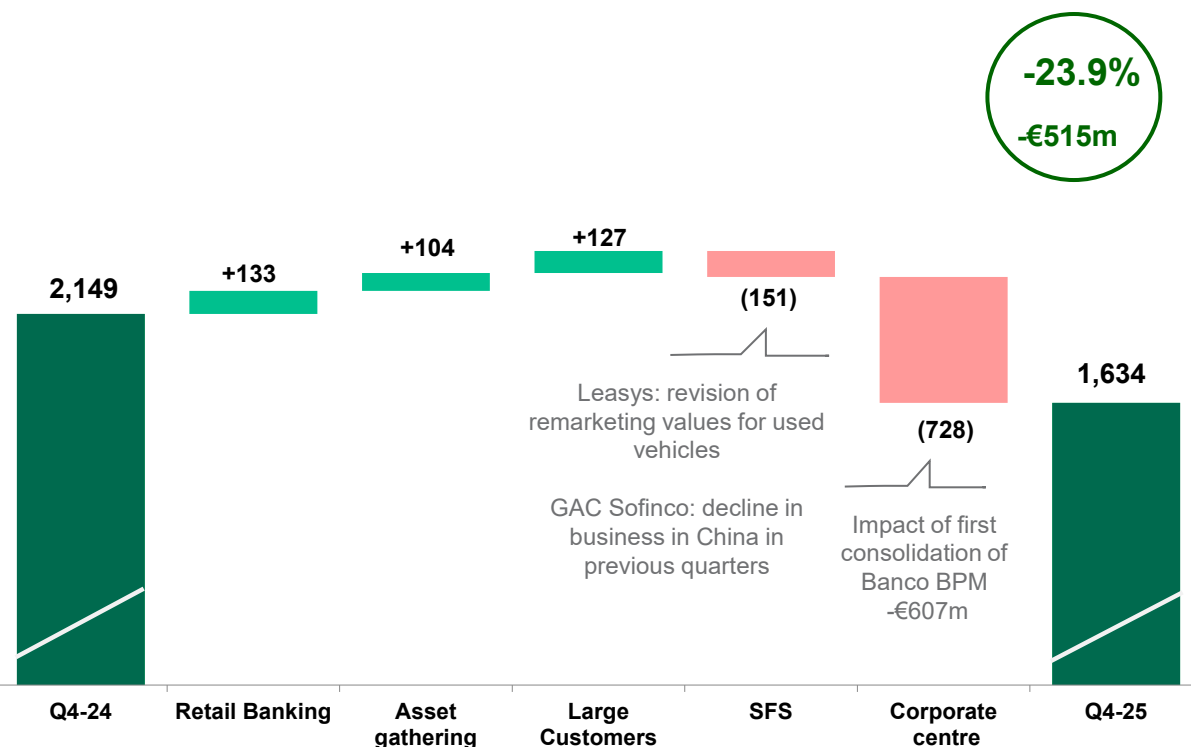 -23.9%
-€515m
2,149
+133
+104
+127
(151)
Leasys: revision of
remarketing values for used
vehicles
GAC Sofinco: decline in
business in China in
previous quarters
(728)
Impact of first
consolidation of
Banco BPM
-€607m
1,634
Q4-24
Retail Banking
Asset
gathering
Large
Customers
SFS
Corporate
centre
Q4-25